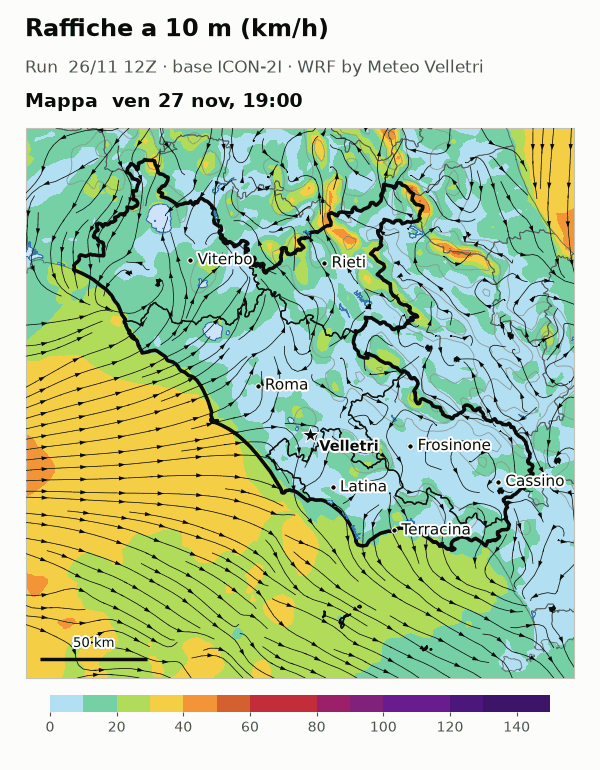 Raffiche a 10 m (km/h)
Run 26/11 12Z · base ICON-2I · WRF by Meteo Velletri
Mappa ven 27 nov, 19:00
Viterbo
Rieti
Roma
Velletri
Frosinone
Cassino
Latina
Terracina
50 km
0 20 40 60 80 100 120 140